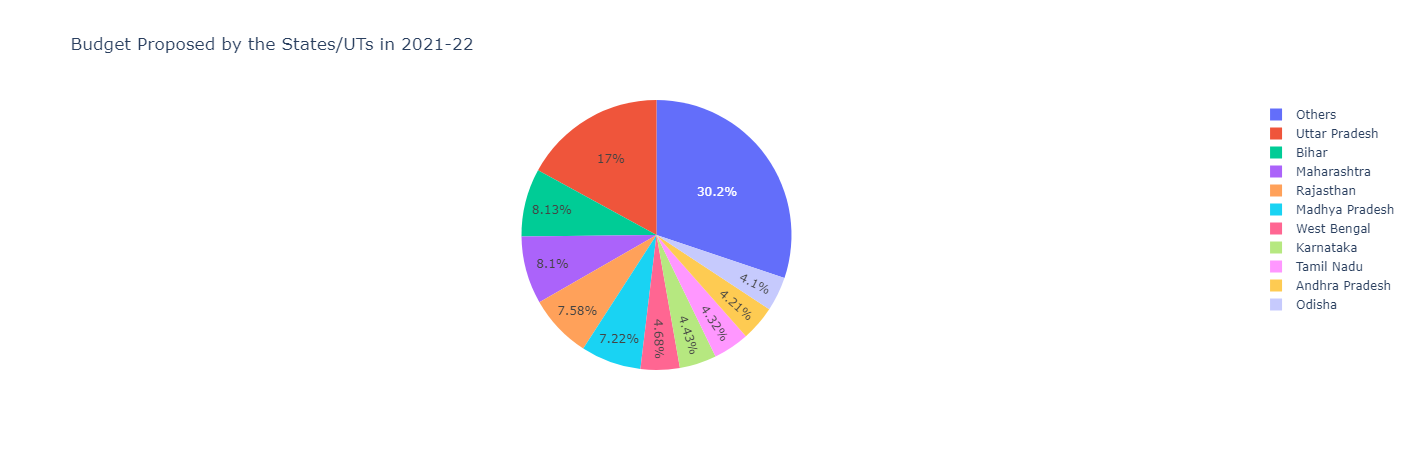 Budget Proposed by the States/UTs in 2021-22
17%
30.2%
8.13%
8.1%
7.58%
7.22%
4.68%
4.43%
4.32%
4.21%
4.1%
Others
Uttar Pradesh
Bihar
Maharashtra
Rajasthan
Madhya Pradesh
West Bengal
Karnataka
Tamil Nadu
Andhra Pradesh
Odisha